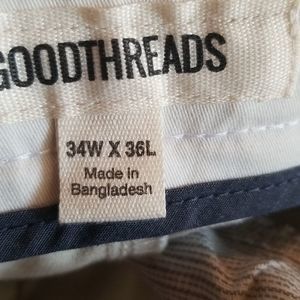 GOODTHREADS
34W X 36L
Made in
Bangladesh